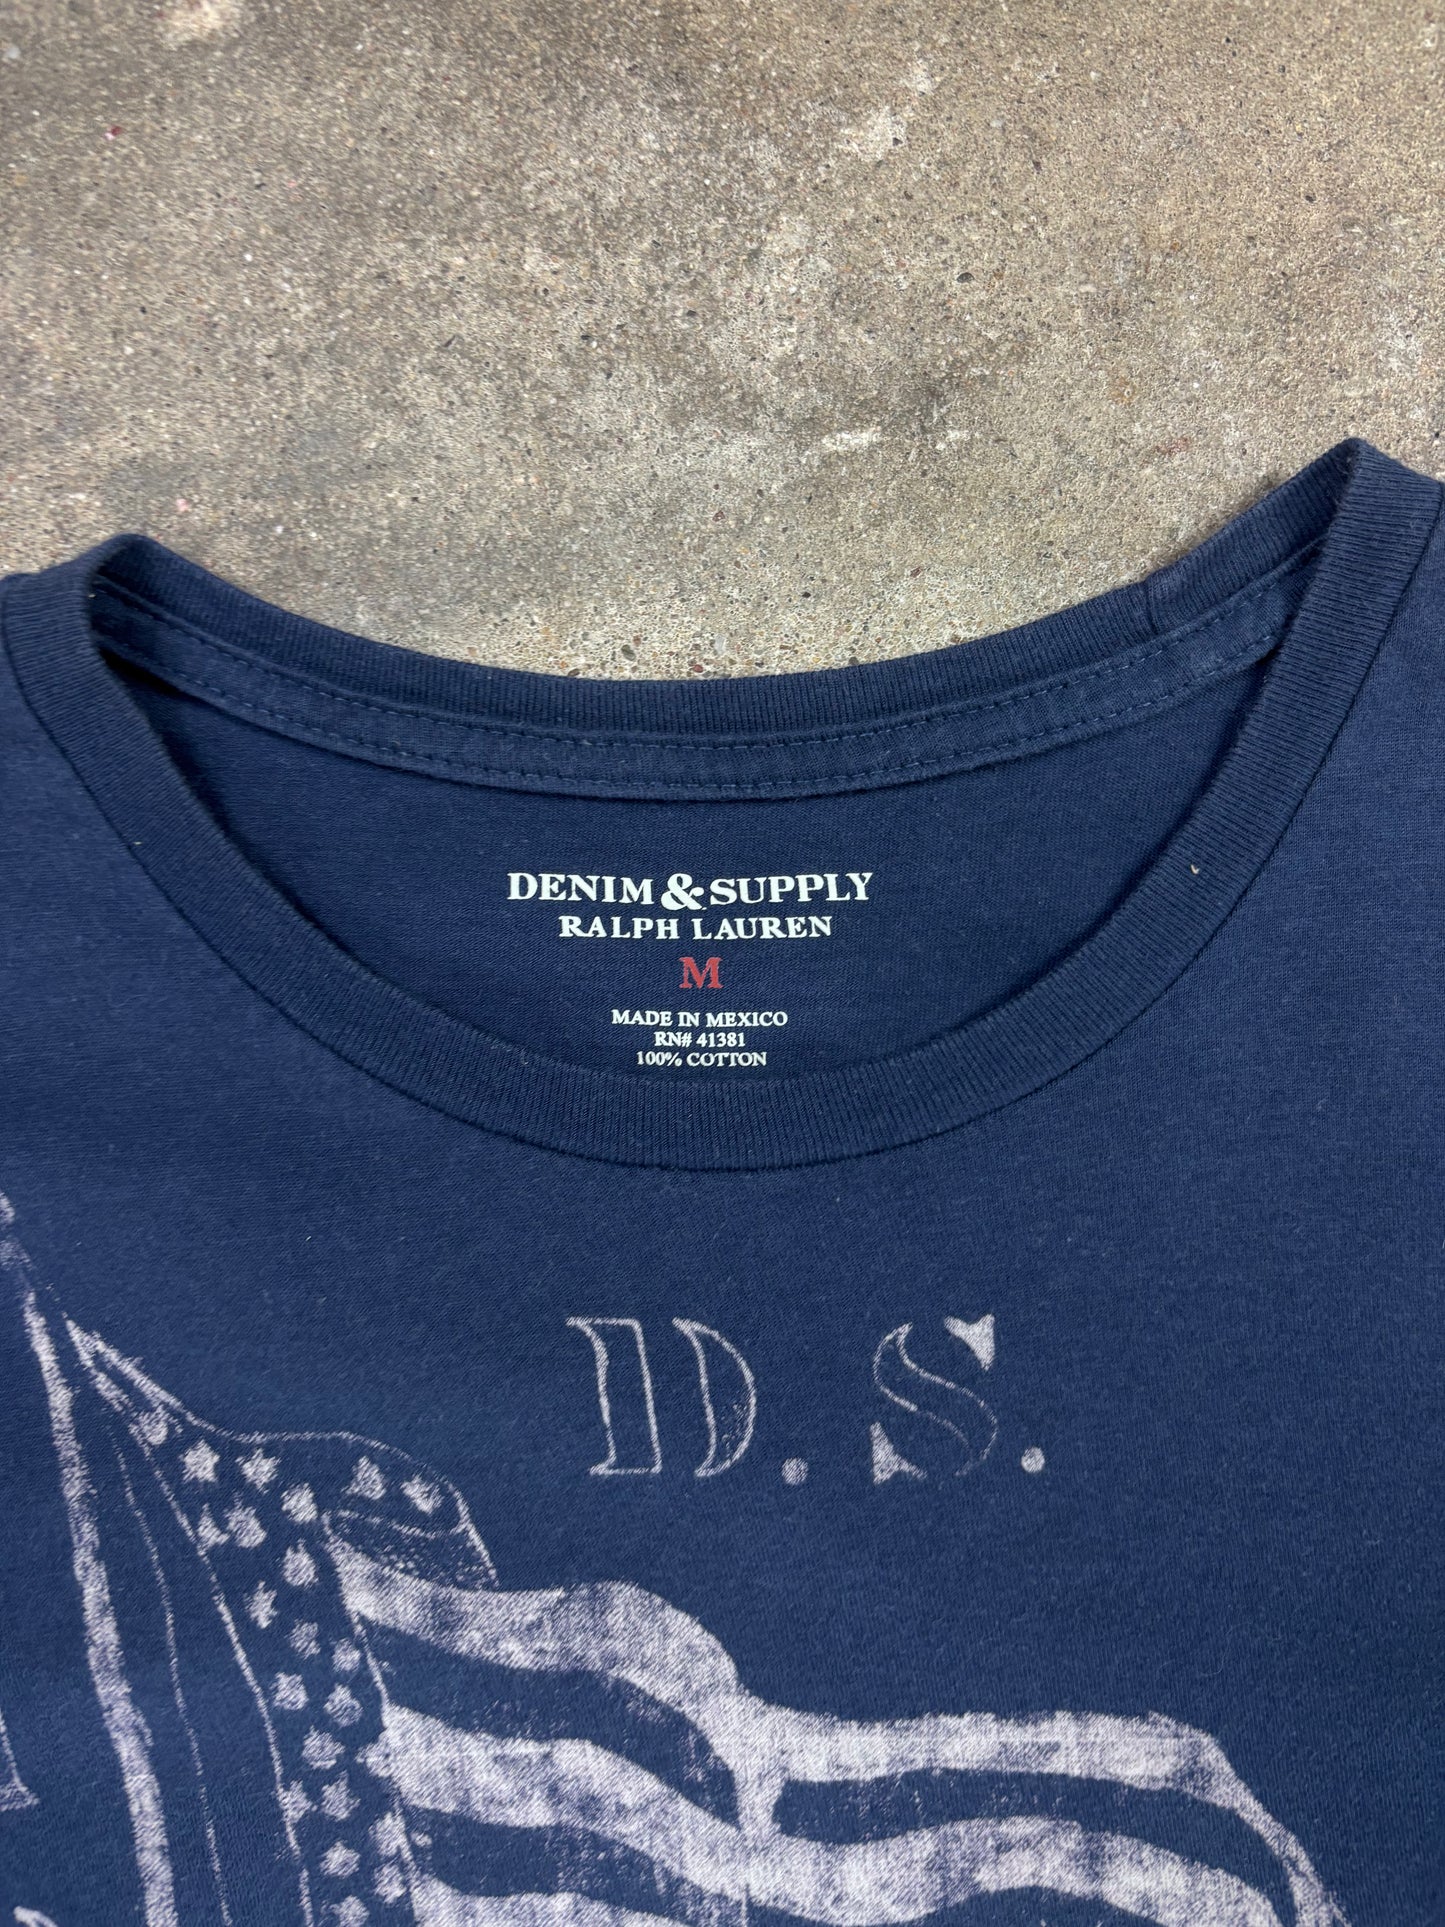 DENIM & SUPPLY
RALPH LAUREN
M
MADE IN MEXICO
RN# 41381
100% COTTON
D. S.